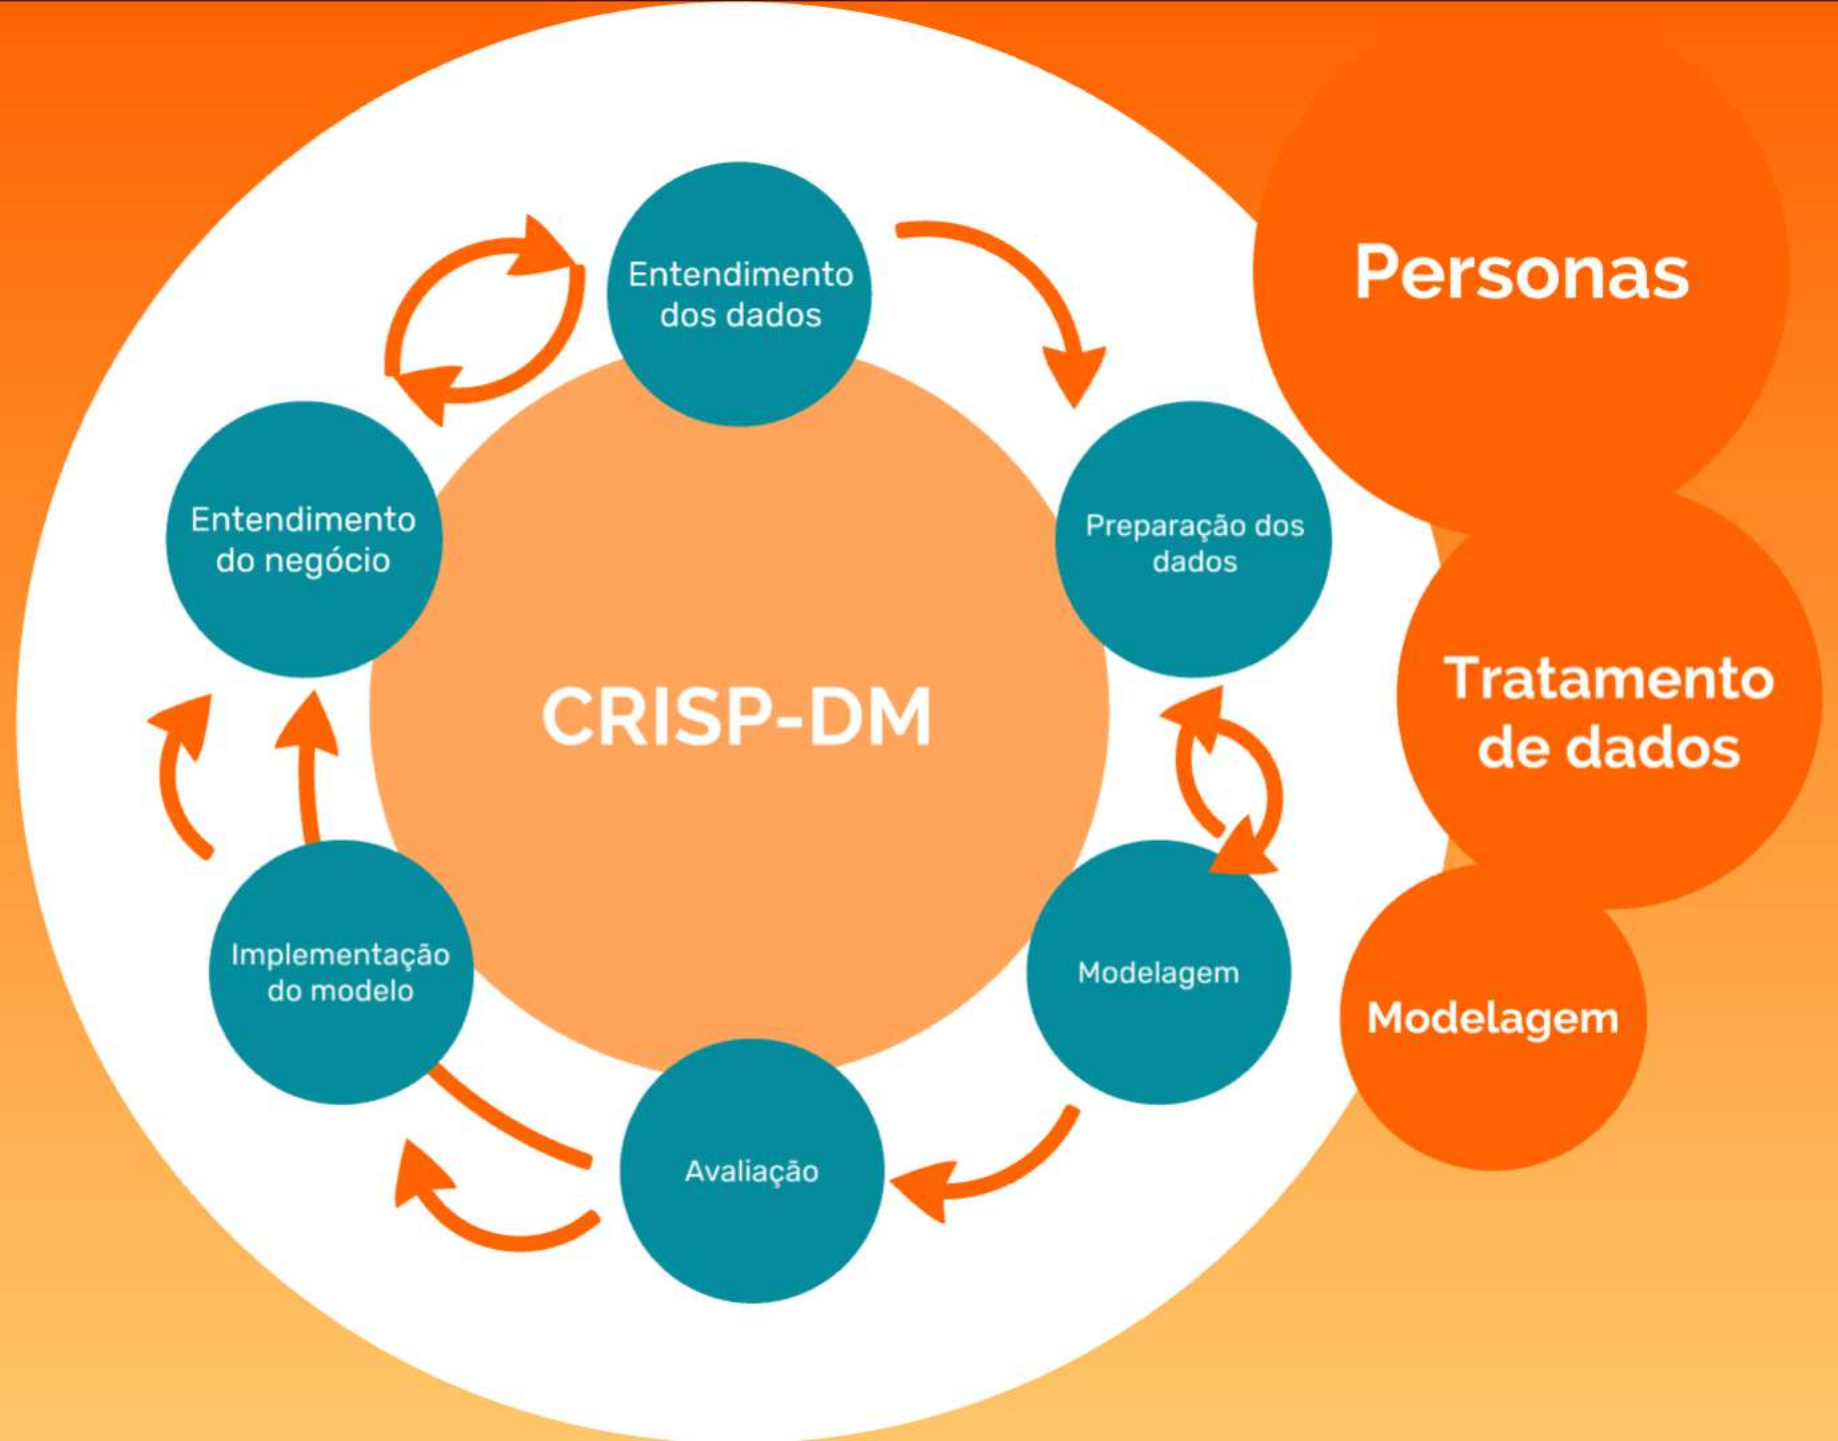 Entendimento
dos dados
Personas
Entendimento
do negócio
Preparação dos
dados
CRISP-DM
Tratamento
de dados
Implementação
do modelo
Modelagem
Modelagem
Avaliação